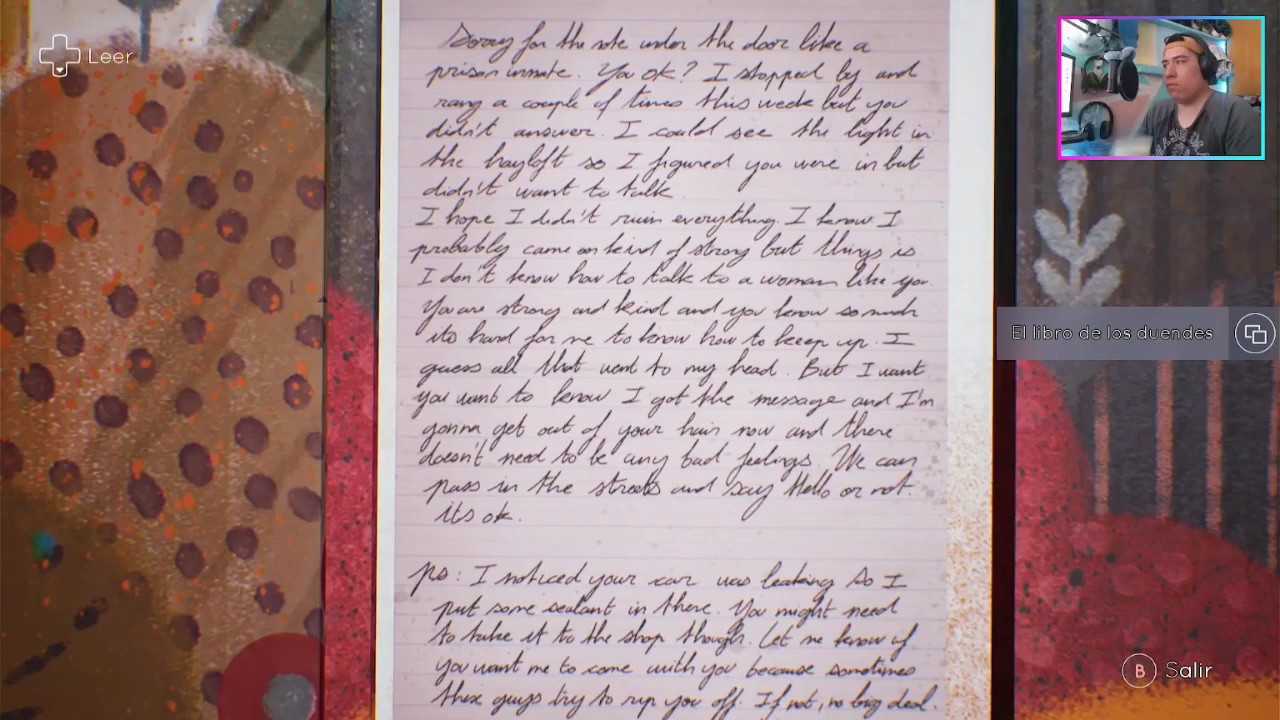 Leer
Sorry for the note under the door like a
prison inmate. You ok? I stopped by and
rang a couple of times this week but you
didn't answer. I could see the light in
the hayloft so I figured you were in but
didn't want to talk
I hope I didn't ruin everything. I know I
probably came on kind of strong but things is
I don't know how to talk to a woman like you.
You are strong and kind and you know so much
its hard for me to know how to keep up. I
guess all that went to my head. But I want
you want to know I got the message and I'm
gonna get out of your hair now and there
doesn't need to be any bad feelings. We can
pass in the streets and say Hello or not.
its ok.
ps: I noticed your car was leaking so I
put some sealant in there. You might need
to take it to the shop though. Let me know if
you want me to come with you because sometimes
these guys try to rip you off. If not, no big deal.
El libro de los duendes
B Salir